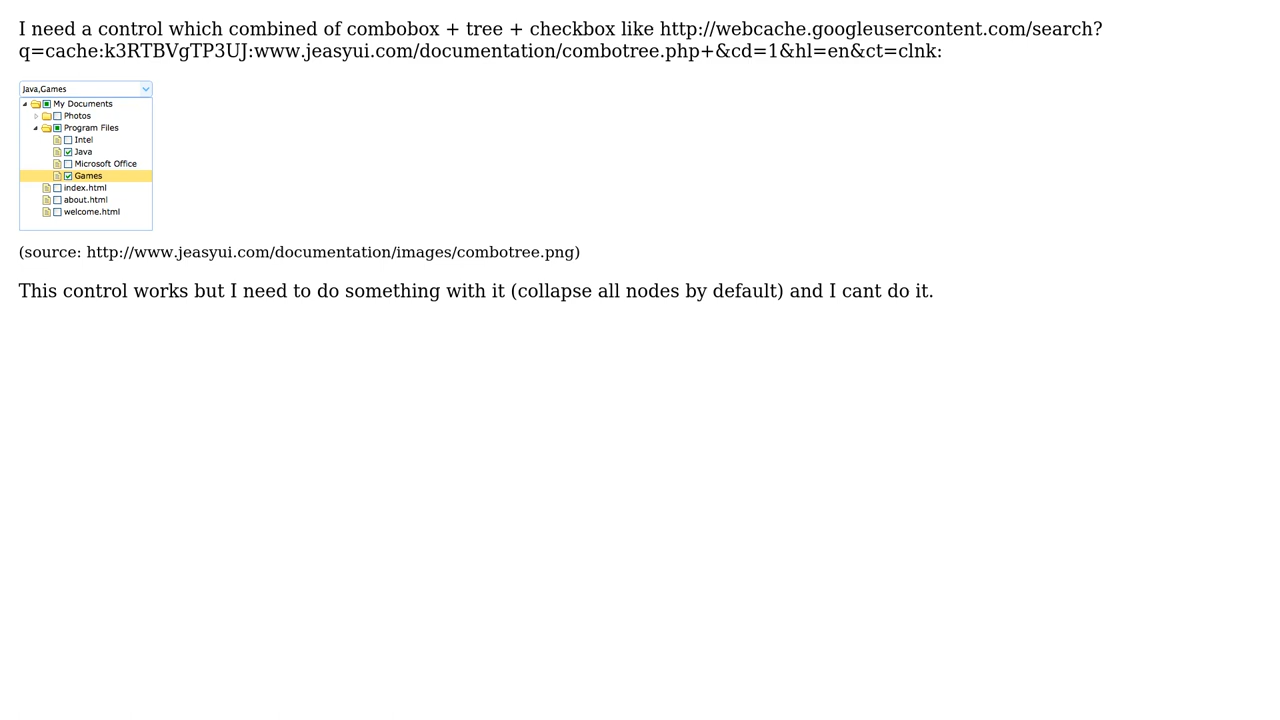 I need a control which combined of combobox + tree + checkbox like http://webcache.googleusercontent.com/search?
q=cache:k3RTBVgTP3UJ:www.jeasyui.com/documentation/combotree.php+&cd=1&hl=en&ct=clnk:
Java,Games
My Documents
Photos
Program Files
Intel
Java
Microsoft Office
Games
index.html
about.html
welcome.html
(source: http://www.jeasyui.com/documentation/images/combotree.png)
This control works but I need to do something with it (collapse all nodes by default) and I cant do it.